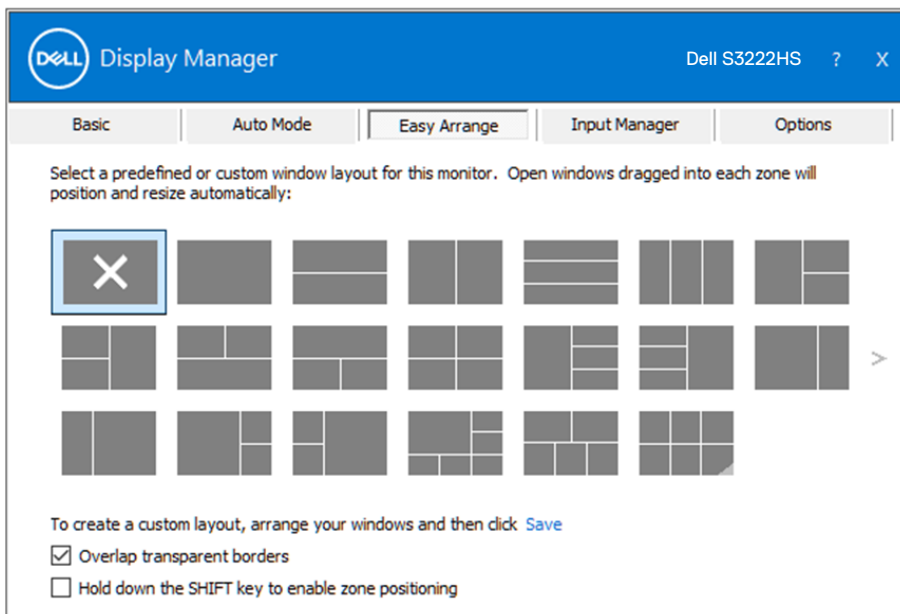 DELL Display Manager Dell S3222HS ? X
Basic Auto Mode Easy Arrange Input Manager Options
Select a predefined or custom window layout for this monitor. Open windows dragged into each zone will
position and resize automatically:
>
To create a custom layout, arrange your windows and then click Save
Overlap transparent borders
Hold down the SHIFT key to enable zone positioning